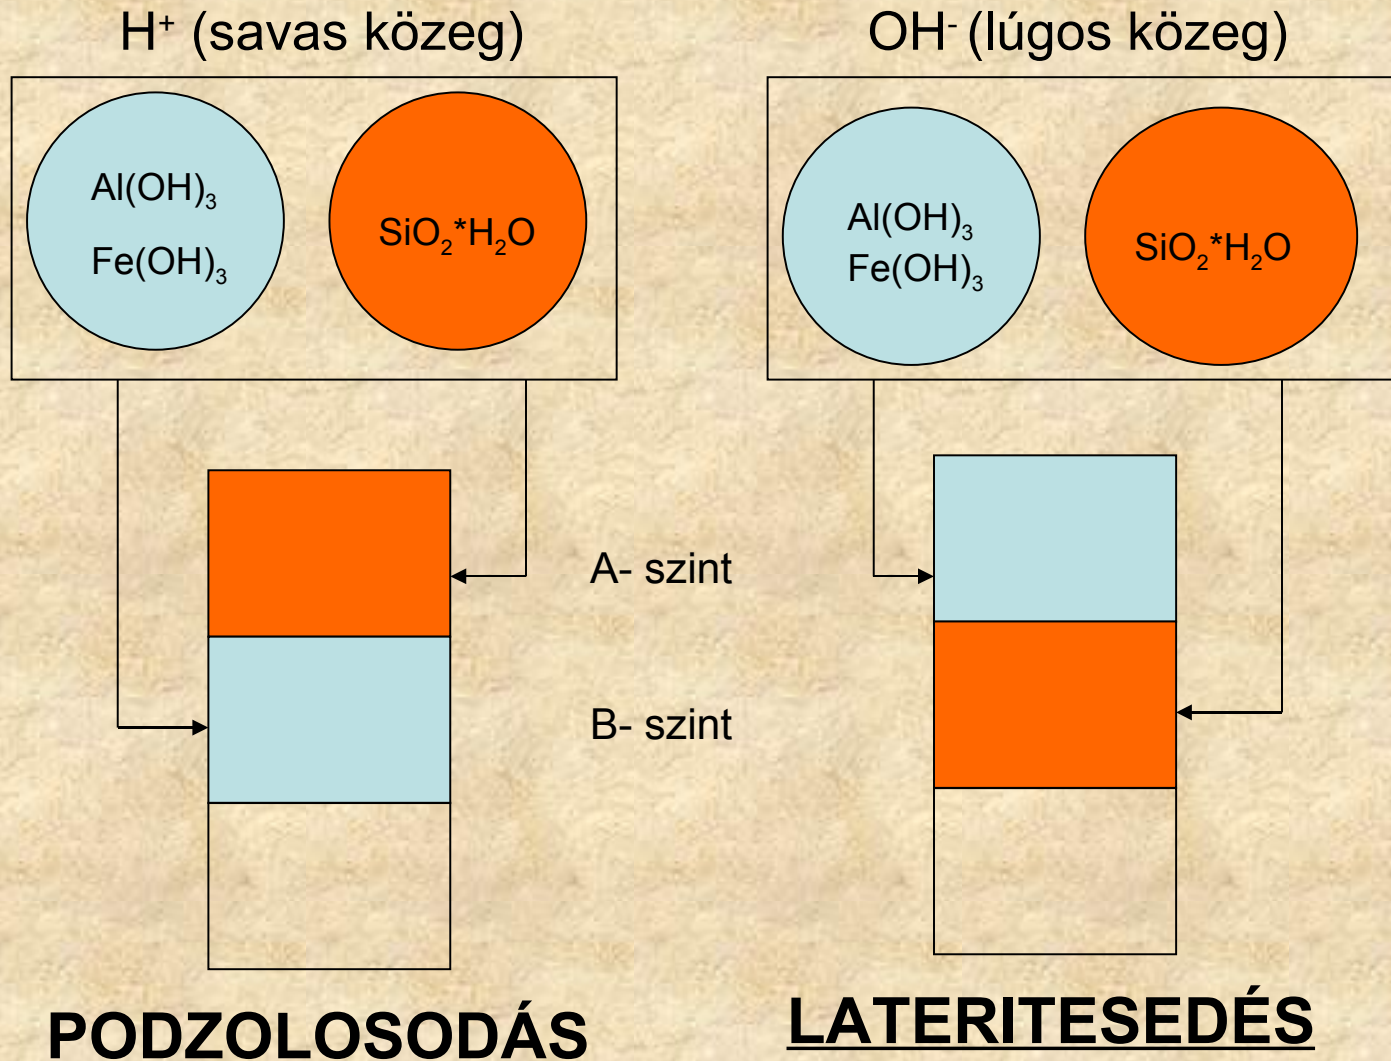 H⁺ (savas közeg)
Al(OH)₃
Fe(OH)₃
SiO₂*H₂O
OH⁻ (lúgos közeg)
Al(OH)₃
Fe(OH)₃
SiO₂*H₂O
A- szint
B- szint
PODZOLOSODÁS
LATERITESEDÉS